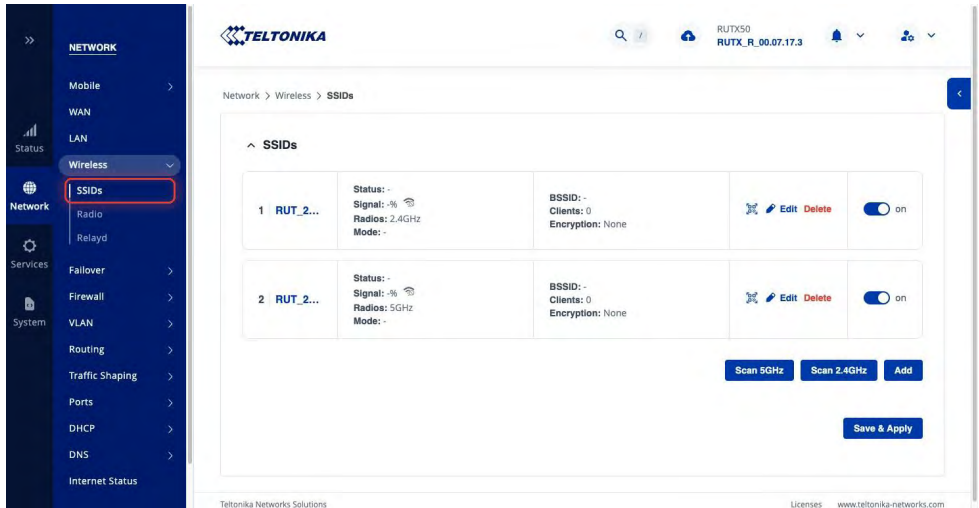 TELTONIKA
/
RUTX50
RUTX_R_00.07.17.3
Status
Network
Services
System
NETWORK
Mobile
WAN
LAN
Wireless
SSIDs
Radio
Relayd
Failover
Firewall
VLAN
Routing
Traffic Shaping
Ports
DHCP
DNS
Internet Status
Network > Wireless > SSIDs
SSIDs
1 RUT_2...
Status: -
Signal: -%
Radios: 2.4GHz
Mode: -
BSSID: -
Clients: 0
Encryption: None
Edit Delete
on
2 RUT_2...
Status: -
Signal: -%
Radios: 5GHz
Mode: -
BSSID: -
Clients: 0
Encryption: None
Edit Delete
on
Scan 5GHz Scan 2.4GHz Add
Save & Apply
Teltonika Networks Solutions
Licenses www.teltonika-networks.com